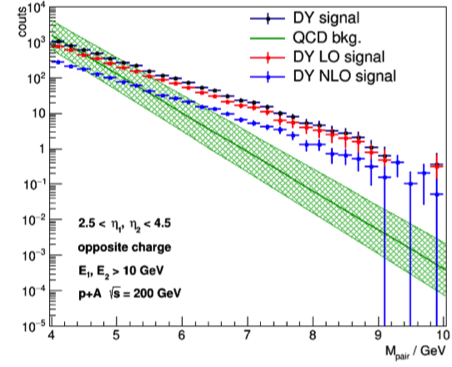 couts
10⁴
10³
10²
10
1
10⁻¹
10⁻²
10⁻³
10⁻⁴
10⁻⁵
DY signal
QCD bkg.
DY LO signal
DY NLO signal
2.5 < η₁, η₂ < 4.5
opposite charge
E₁, E₂ > 10 GeV
p+A √s = 200 GeV
4 5 6 7 8 9 10
Mpair / GeV